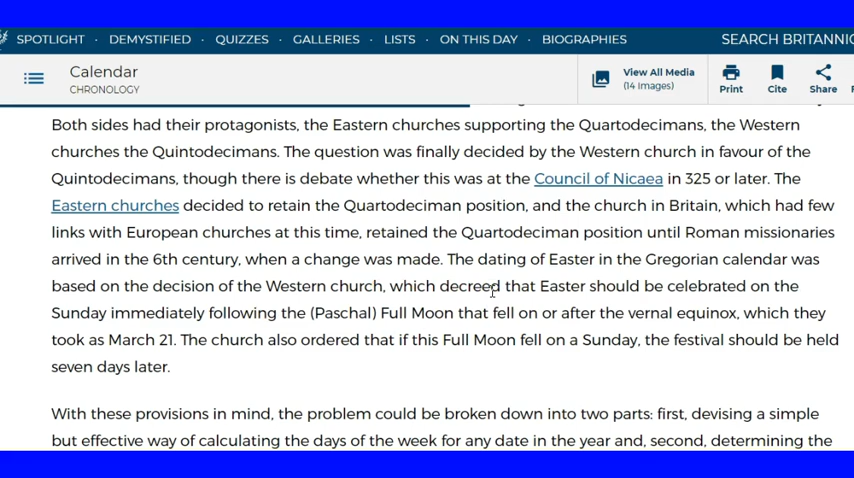 SPOTLIGHT · DEMYSTIFIED · QUIZZES · GALLERIES · LISTS · ON THIS DAY · BIOGRAPHIES SEARCH BRITANNIC
Calendar
CHRONOLOGY
View All Media
(14 Images)
Print
Cite
Share
Both sides had their protagonists, the Eastern churches supporting the Quartodecimans, the Western
churches the Quintodecimans. The question was finally decided by the Western church in favour of the
Quintodecimans, though there is debate whether this was at the Council of Nicaea in 325 or later. The
Eastern churches decided to retain the Quartodeciman position, and the church in Britain, which had few
links with European churches at this time, retained the Quartodeciman position until Roman missionaries
arrived in the 6th century, when a change was made. The dating of Easter in the Gregorian calendar was
based on the decision of the Western church, which decreed that Easter should be celebrated on the
Sunday immediately following the (Paschal) Full Moon that fell on or after the vernal equinox, which they
took as March 21. The church also ordered that if this Full Moon fell on a Sunday, the festival should be held
seven days later.
With these provisions in mind, the problem could be broken down into two parts: first, devising a simple
but effective way of calculating the days of the week for any date in the year and, second, determining the